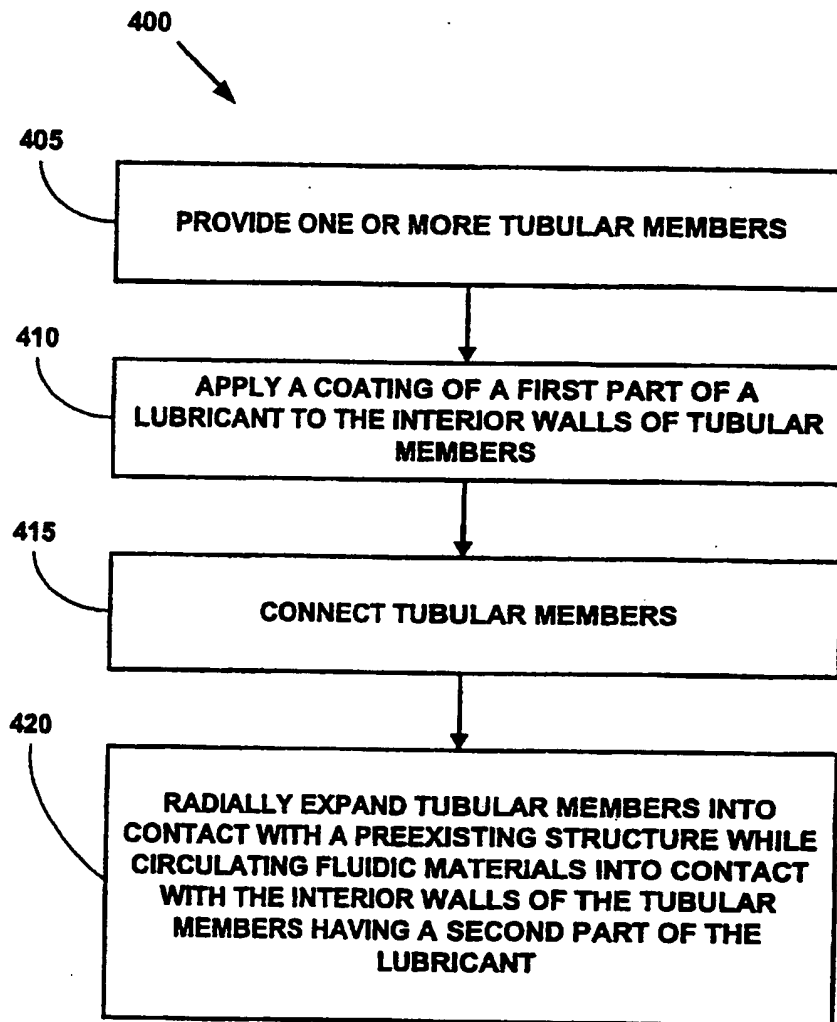 400
405
PROVIDE ONE OR MORE TUBULAR MEMBERS
410
APPLY A COATING OF A FIRST PART OF A
LUBRICANT TO THE INTERIOR WALLS OF TUBULAR
MEMBERS
415
CONNECT TUBULAR MEMBERS
420
RADIALLY EXPAND TUBULAR MEMBERS INTO
CONTACT WITH A PREEXISTING STRUCTURE WHILE
CIRCULATING FLUIDIC MATERIALS INTO CONTACT
WITH THE INTERIOR WALLS OF THE TUBULAR
MEMBERS HAVING A SECOND PART OF THE
LUBRICANT